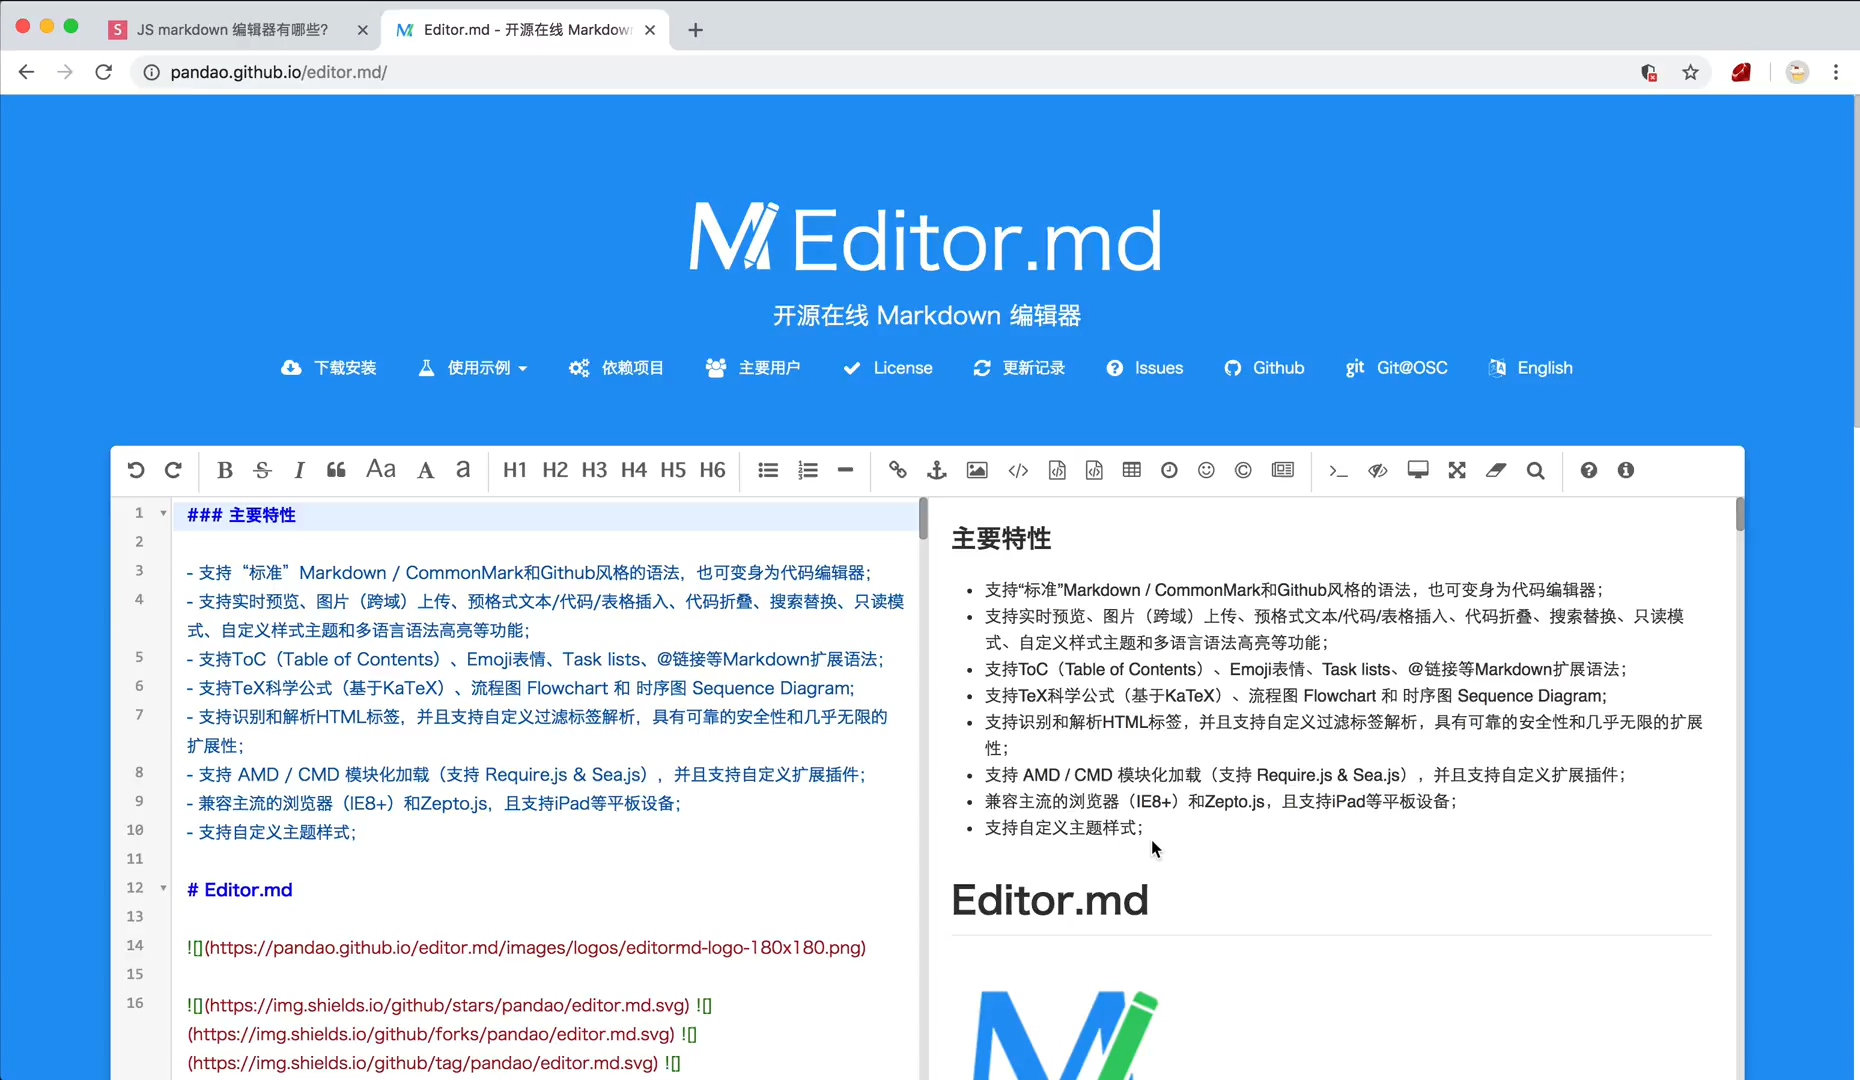 JS markdown 编辑器有哪些?
Editor.md - 开源在线 Markdow
pandao.github.io/editor.md/
Editor.md
开源在线 Markdown 编辑器
下载安装 使用示例 依赖项目 主要用户 License 更新记录 Issues Github git Git@OSC English
B S I Aa A a H1 H2 H3 H4 H5 H6
1 ### 主要特性
2
3 - 支持“标准”Markdown / CommonMark和Github风格的语法，也可变身为代码编辑器；
4 - 支持实时预览、图片（跨域）上传、预格式文本/代码/表格插入、代码折叠、搜索替换、只读模
式、自定义样式主题和多语言语法高亮等功能；
5 - 支持ToC（Table of Contents）、Emoji表情、Task lists、@链接等Markdown扩展语法；
6 - 支持TeX科学公式（基于KaTeX）、流程图 Flowchart 和 时序图 Sequence Diagram;
7 - 支持识别和解析HTML标签，并且支持自定义过滤标签解析，具有可靠的安全性和几乎无限的
扩展性；
8 - 支持 AMD / CMD 模块化加载（支持 Require.js & Sea.js），并且支持自定义扩展插件；
9 - 兼容主流的浏览器（IE8+）和Zepto.js，且支持iPad等平板设备；
10 - 支持自定义主题样式；
11
12 # Editor.md
13
14 ![](https://pandao.github.io/editor.md/images/logos/editormd-logo-180x180.png)
15
16 ![](https://img.shields.io/github/stars/pandao/editor.md.svg) ![]
(https://img.shields.io/github/forks/pandao/editor.md.svg) ![]
(https://img.shields.io/github/tag/pandao/editor.md.svg) ![]
主要特性
• 支持“标准”Markdown / CommonMark和Github风格的语法，也可变身为代码编辑器；
• 支持实时预览、图片（跨域）上传、预格式文本/代码/表格插入、代码折叠、搜索替换、只读模
式、自定义样式主题和多语言语法高亮等功能；
• 支持ToC（Table of Contents）、Emoji表情、Task lists、@链接等Markdown扩展语法；
• 支持TeX科学公式（基于KaTeX）、流程图 Flowchart 和 时序图 Sequence Diagram;
• 支持识别和解析HTML标签，并且支持自定义过滤标签解析，具有可靠的安全性和几乎无限的扩展
性；
• 支持 AMD / CMD 模块化加载（支持 Require.js & Sea.js），并且支持自定义扩展插件；
• 兼容主流的浏览器（IE8+）和Zepto.js，且支持iPad等平板设备；
• 支持自定义主题样式；
Editor.md